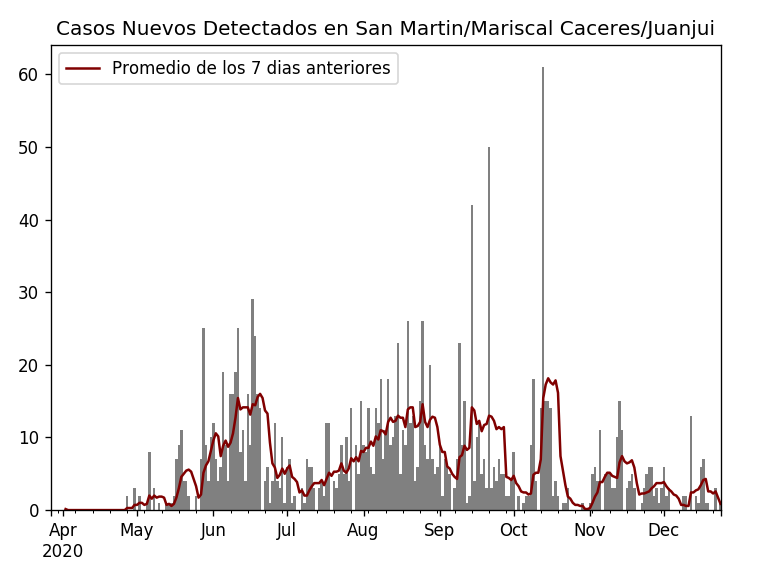 Casos Nuevos Detectados en San Martin/Mariscal Caceres/Juanjui
Promedio de los 7 dias anteriores
60
50
40
30
20
10
0
Apr May Jun Jul Aug Sep Oct Nov Dec
2020